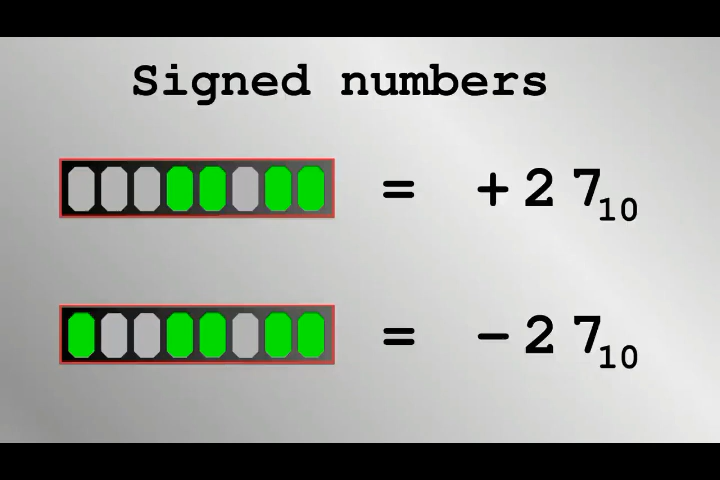 Signed numbers
= +27₁₀
= -27₁₀